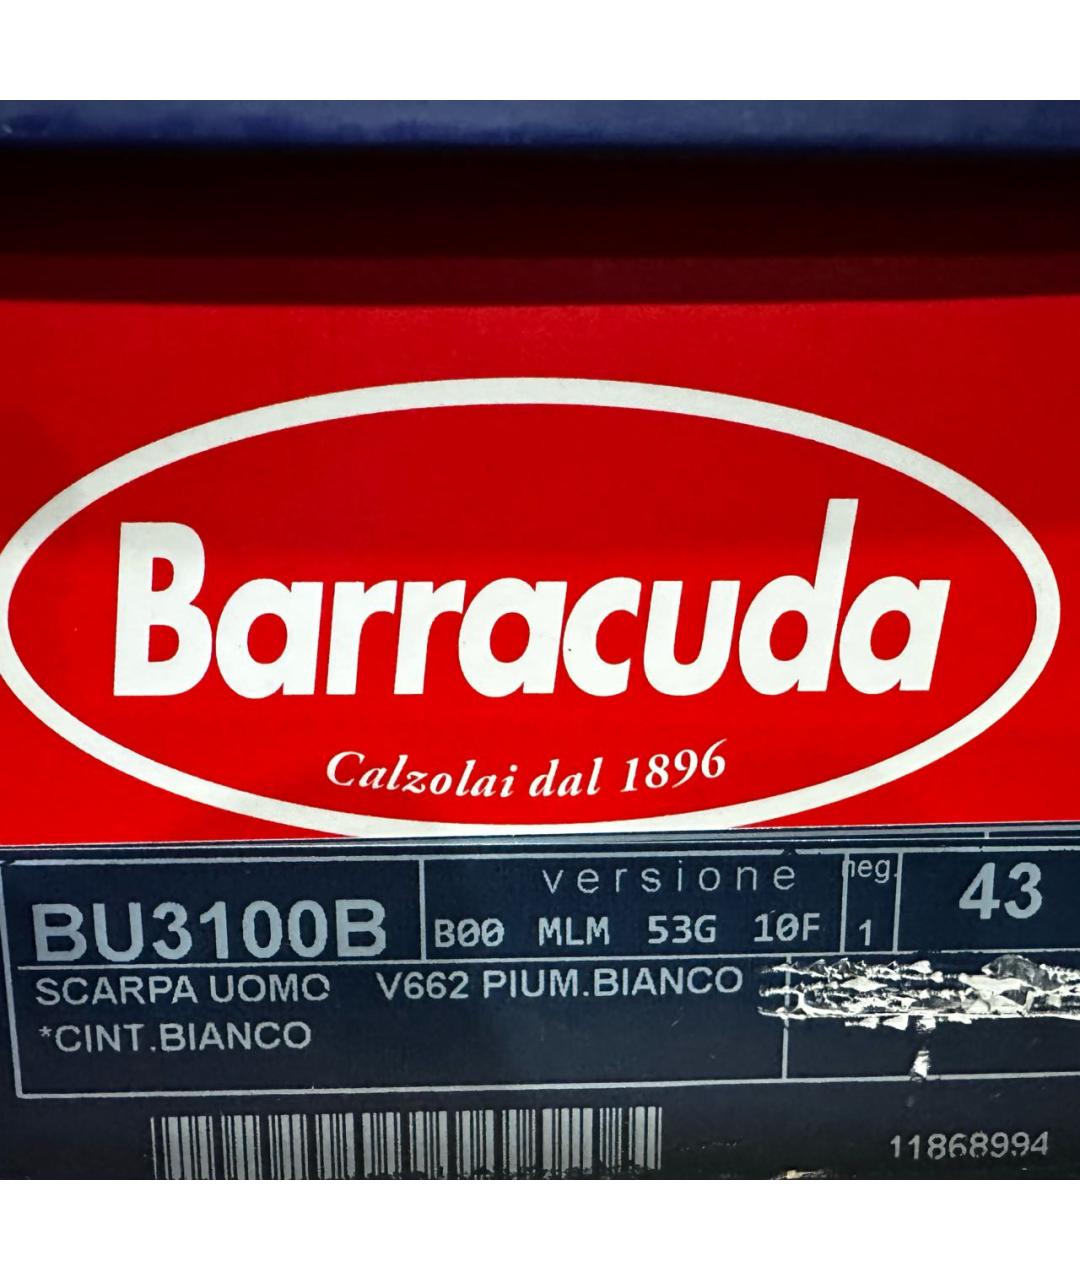 Barracuda
Calzolai dal 1896
versione neg. 43
BU3100B B00 MLM 53G 10F 1
SCARPA UOMO V662 PIUM.BIANCO
*CINT.BIANCO
11868994